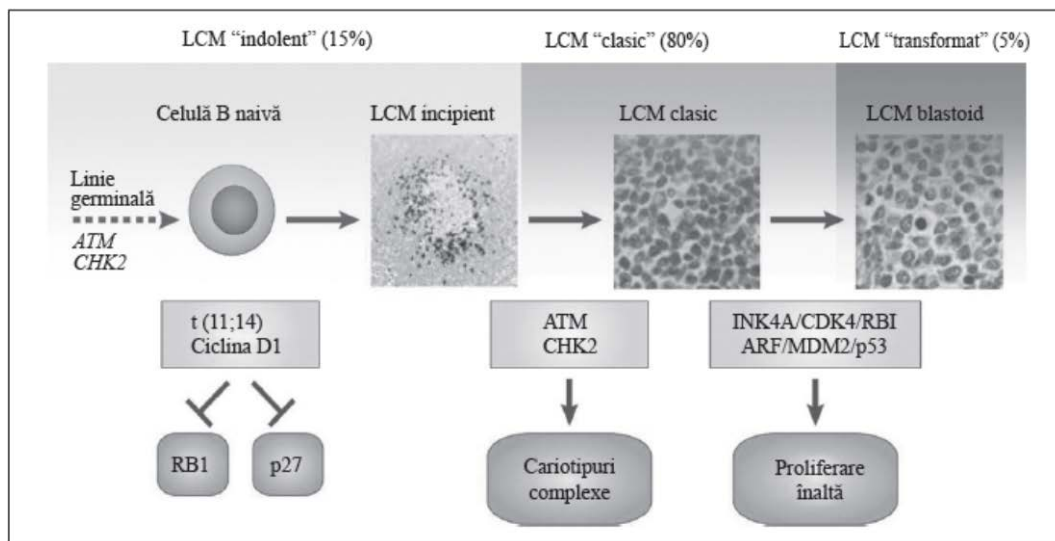 LCM “indolent” (15%)
LCM “clasic” (80%)
LCM “transformat” (5%)
Celulă B naivă
LCM incipient
LCM clasic
LCM blastoid
Linie
germinală
ATM
CHK2
t (11;14)
Ciclina D1
ATM
CHK2
INK4A/CDK4/RBI
ARF/MDM2/p53
RB1
p27
Cariotipuri
complexe
Proliferare
înaltă